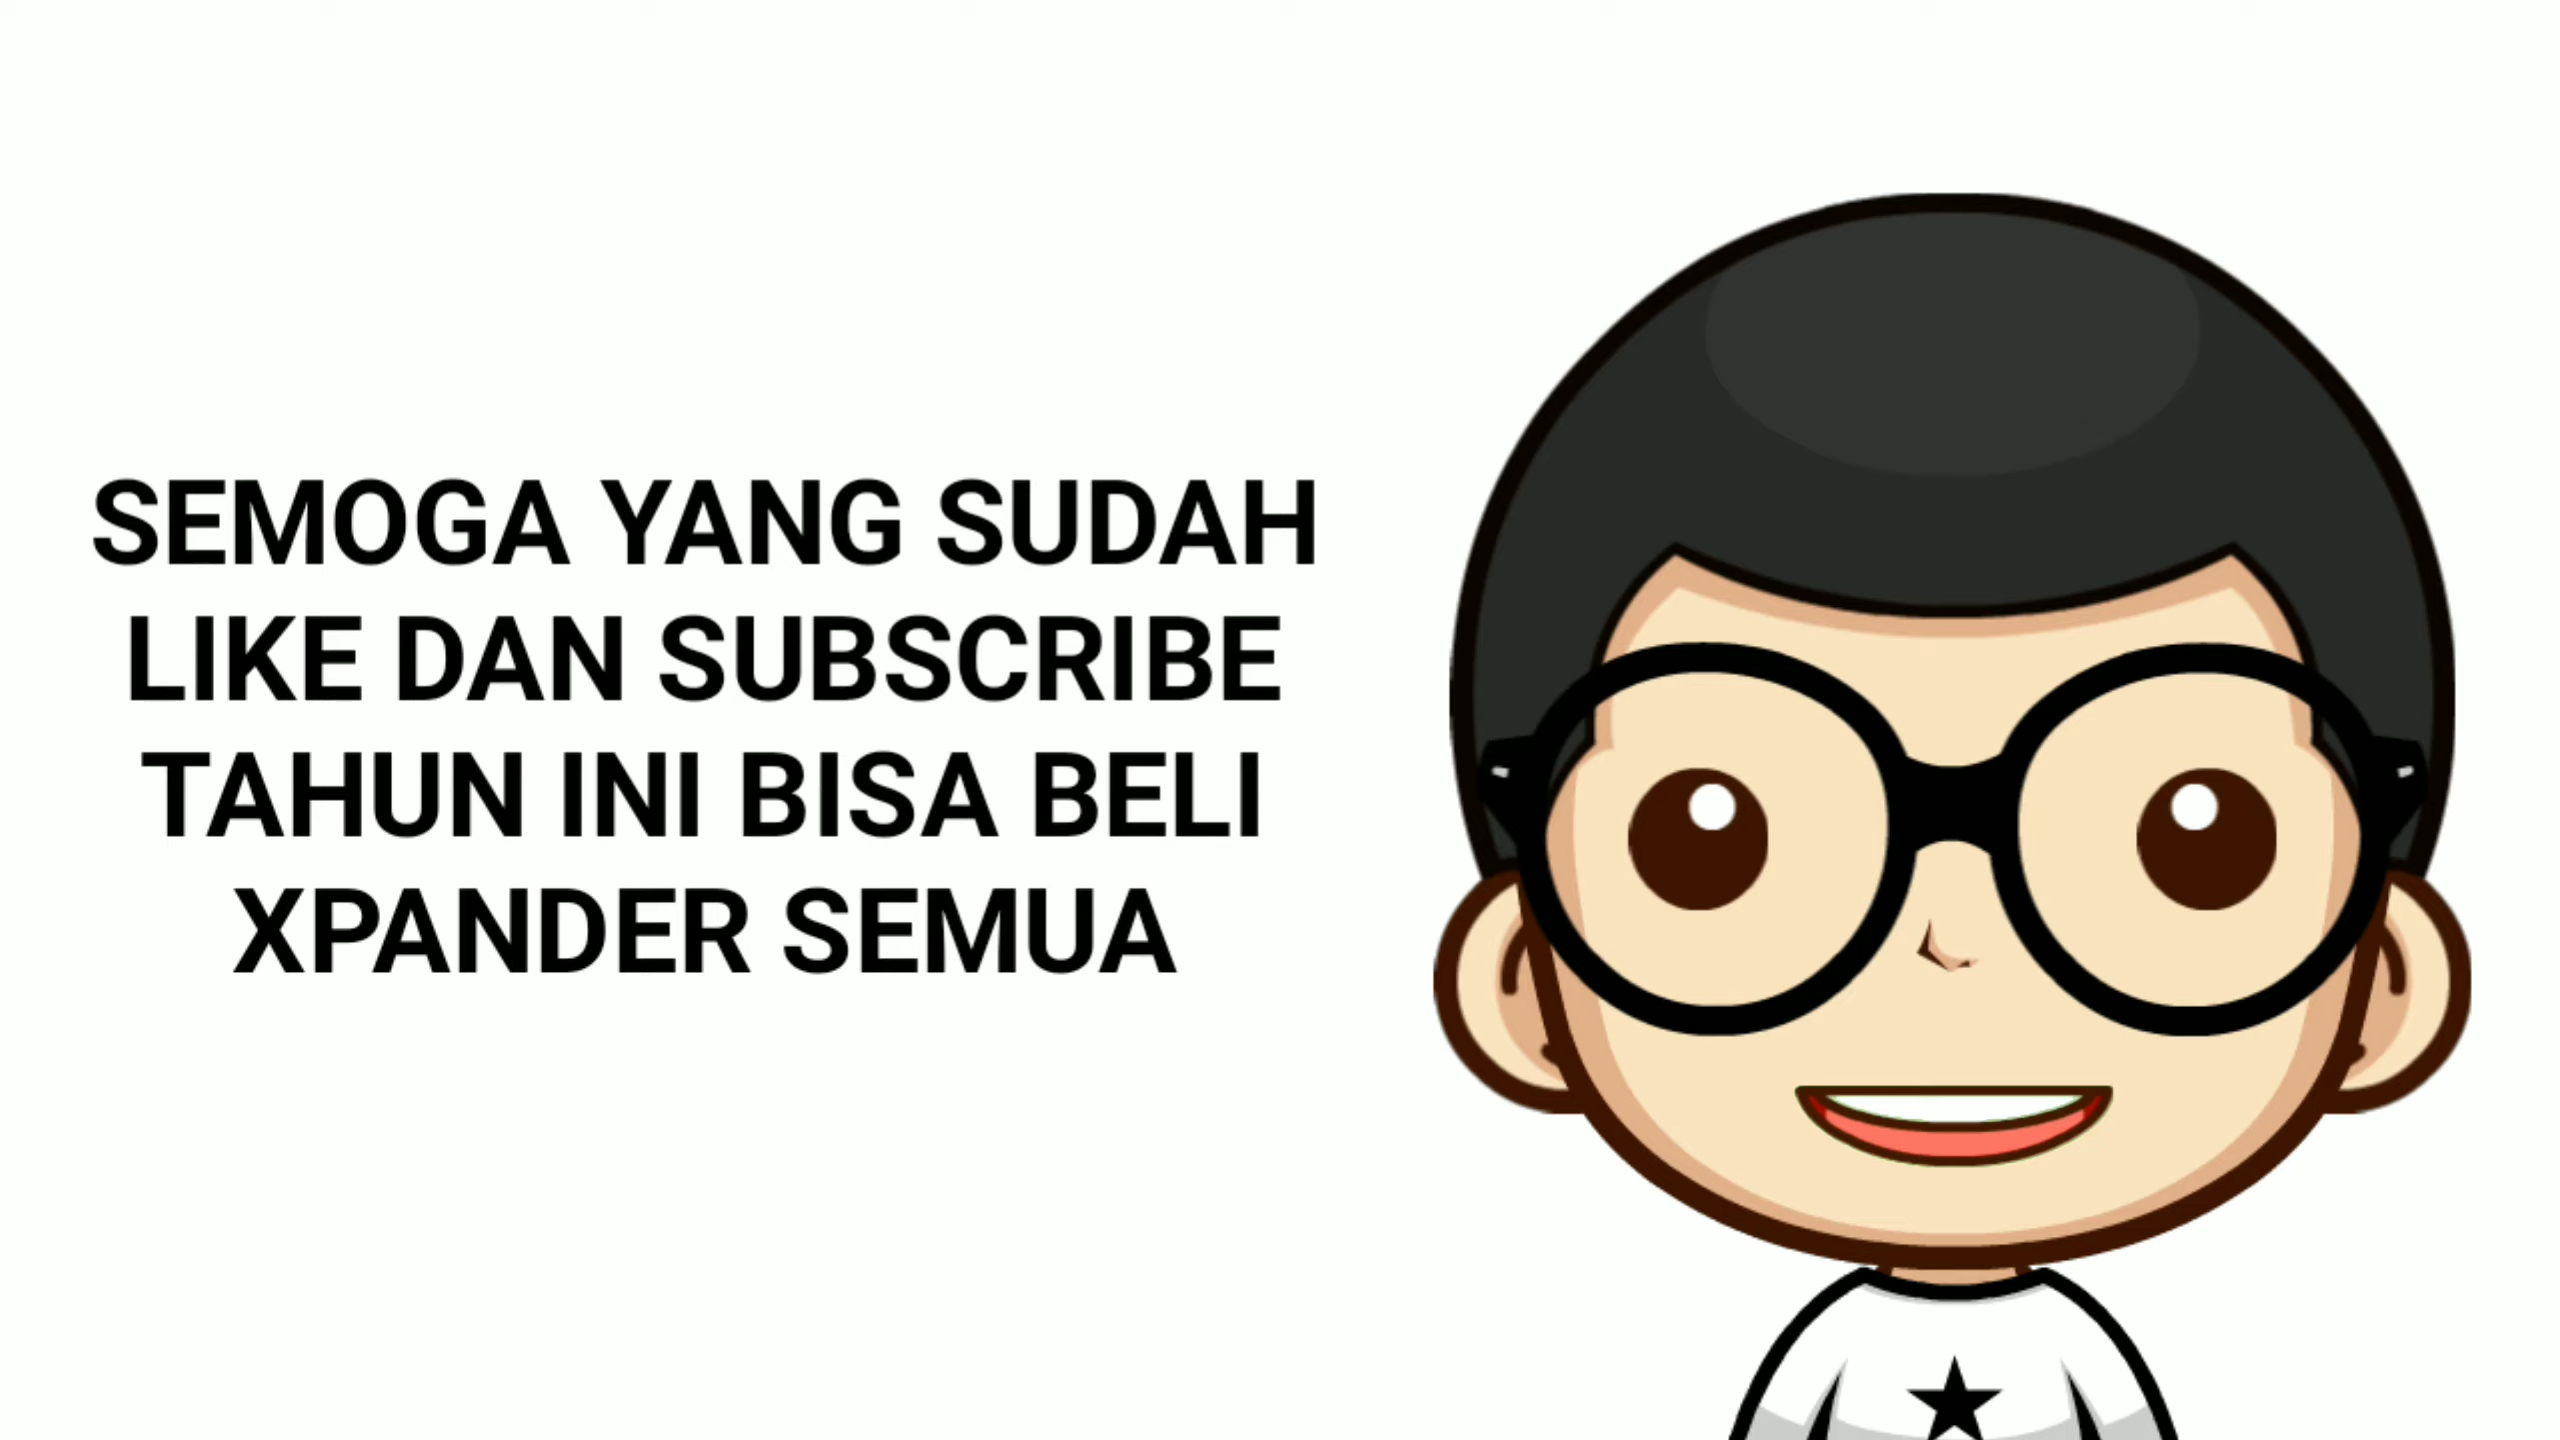 SEMOGA YANG SUDAH
LIKE DAN SUBSCRIBE
TAHUN INI BISA BELI
XPANDER SEMUA